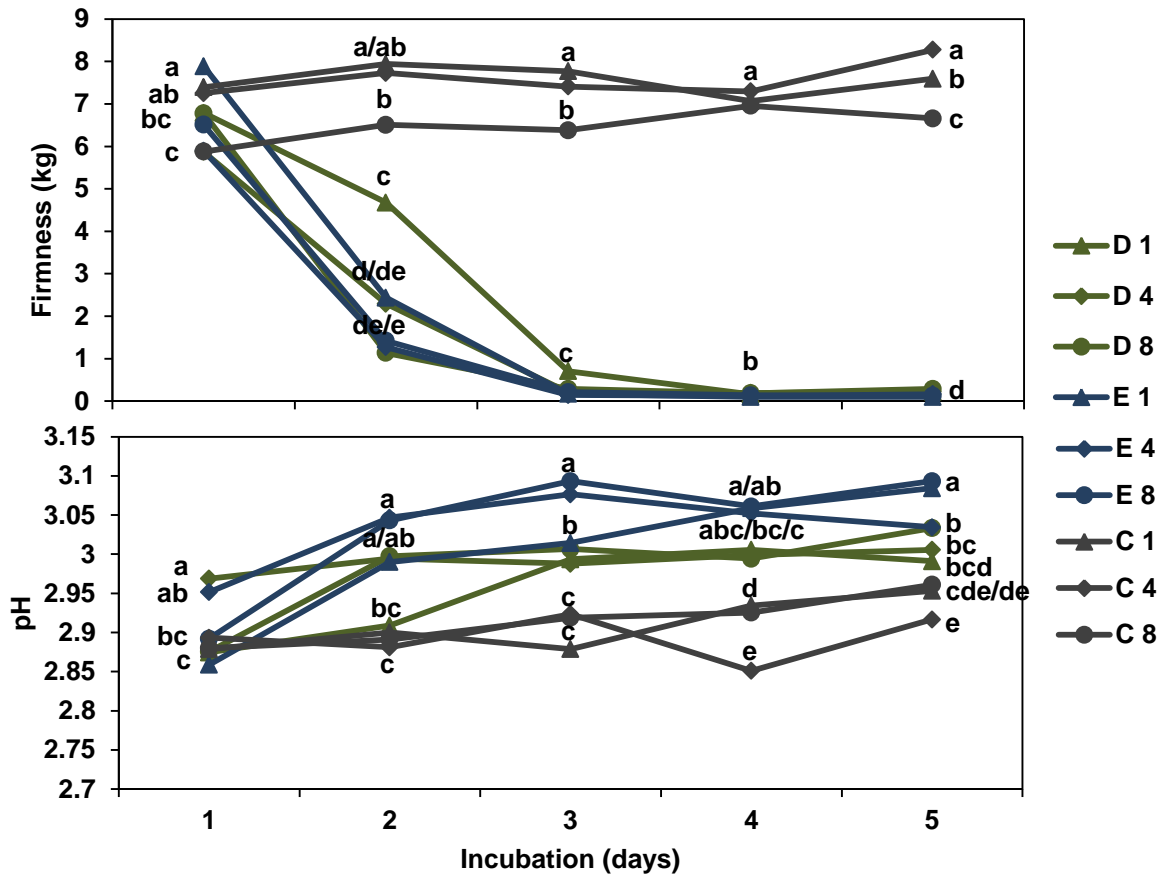 9
8
7
6
5
4
3
2
1
0
Firmness (kg)
a
ab
bc
c
a/ab
b
c
d/de
de/e
a
b
c
a
b
a
b
c
d
3.15
3.1
3.05
3
2.95
2.9
2.85
2.8
2.75
2.7
pH
a
ab
bc
c
a
a/ab
bc
c
a
b
c
c
a/ab
abc/bc/c
d
e
a
b
bc
bcd
cde/de
e
1 2 3 4 5
Incubation (days)
D 1
D 4
D 8
E 1
E 4
E 8
C 1
C 4
C 8